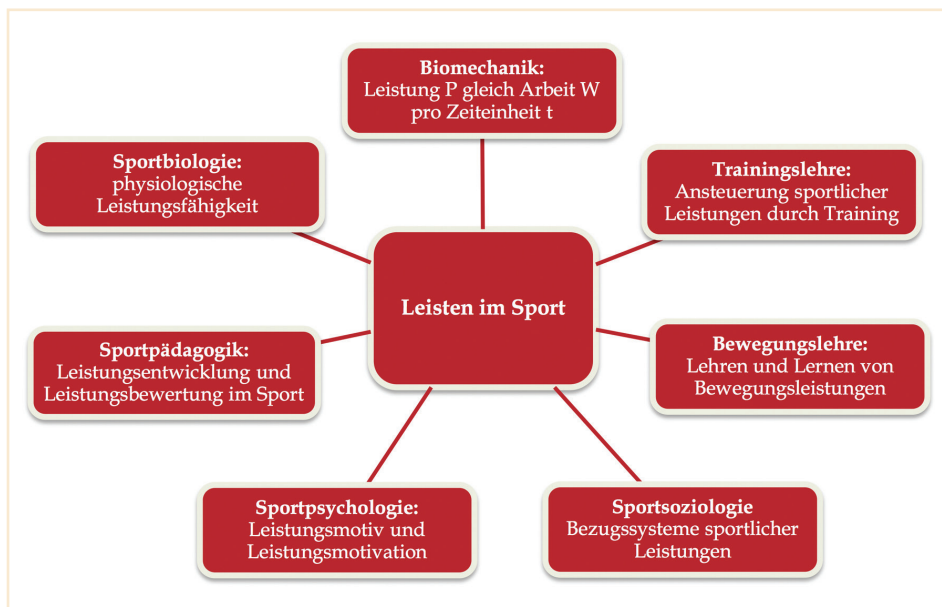 Biomechanik:
Leistung P gleich Arbeit W
pro Zeiteinheit t
Sportbiologie:
physiologische
Leistungsfähigkeit
Trainingslehre:
Ansteuerung sportlicher
Leistungen durch Training
Leisten im Sport
Sportpädagogik:
Leistungsentwicklung und
Leistungsbewertung im Sport
Bewegungslehre:
Lehren und Lernen von
Bewegungsleistungen
Sportpsychologie:
Leistungsmotiv und
Leistungsmotivation
Sportsoziologie
Bezugssysteme sportlicher
Leistungen